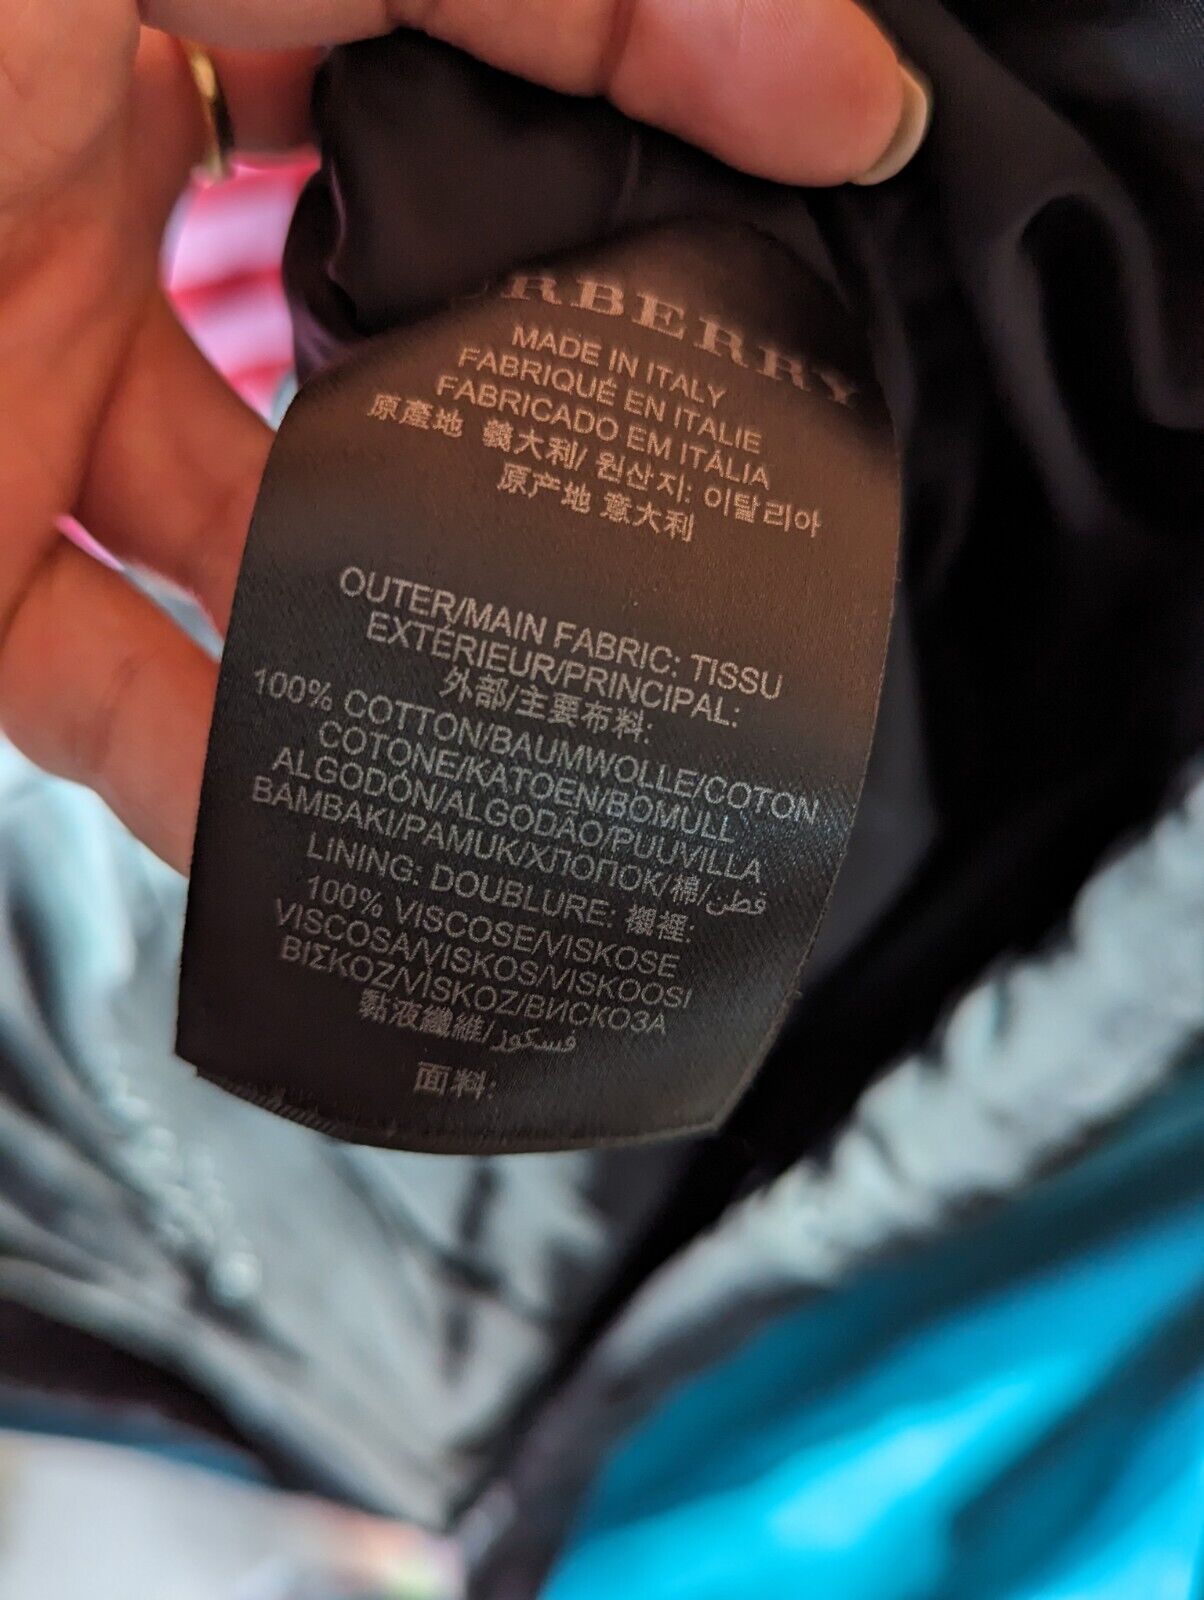 URBERRY
MADE IN ITALY
FABRIQUÉ EN ITALIE
FABRICADO EM ITÀLIA
原產地 義大利/ 원산지: 이탈리아
原产地 意大利
OUTER/MAIN FABRIC: TISSU
EXTÉRIEUR/PRINCIPAL:
外部/主要布料:
100% COTTON/BAUMWOLLE/COTON
COTONE/KATOEN/BOMULL
ALGODÓN/ALGODÃO/PUUVILLA
BAMBAKI/PAMUK/ХЛОПОК/棉/قطن
LINING: DOUBLURE: 襯裡:
100% VISCOSE/VISKOSE
VISCOSA/VISKOS/VISKOOSI
ΒΙΣΚΟΖ/VİSKOZ/ВИСКОЗА
黏液纖維/فسكوز
面料: